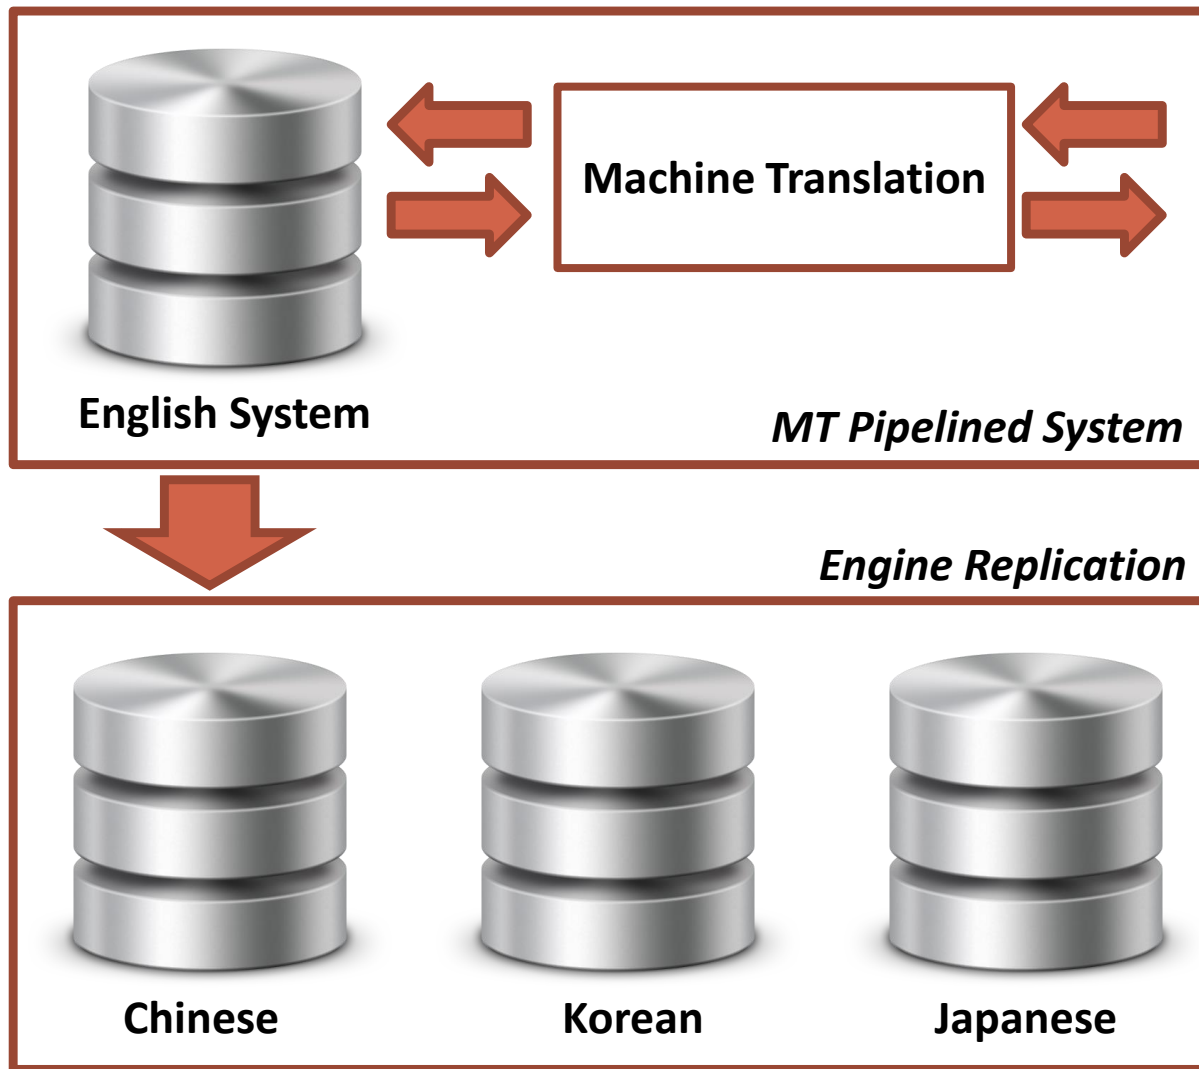 Machine Translation
English System
MT Pipelined System
Engine Replication
Chinese
Korean
Japanese